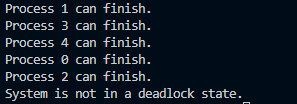 Process 1 can finish.
Process 3 can finish.
Process 4 can finish.
Process 0 can finish.
Process 2 can finish.
System is not in a deadlock state.